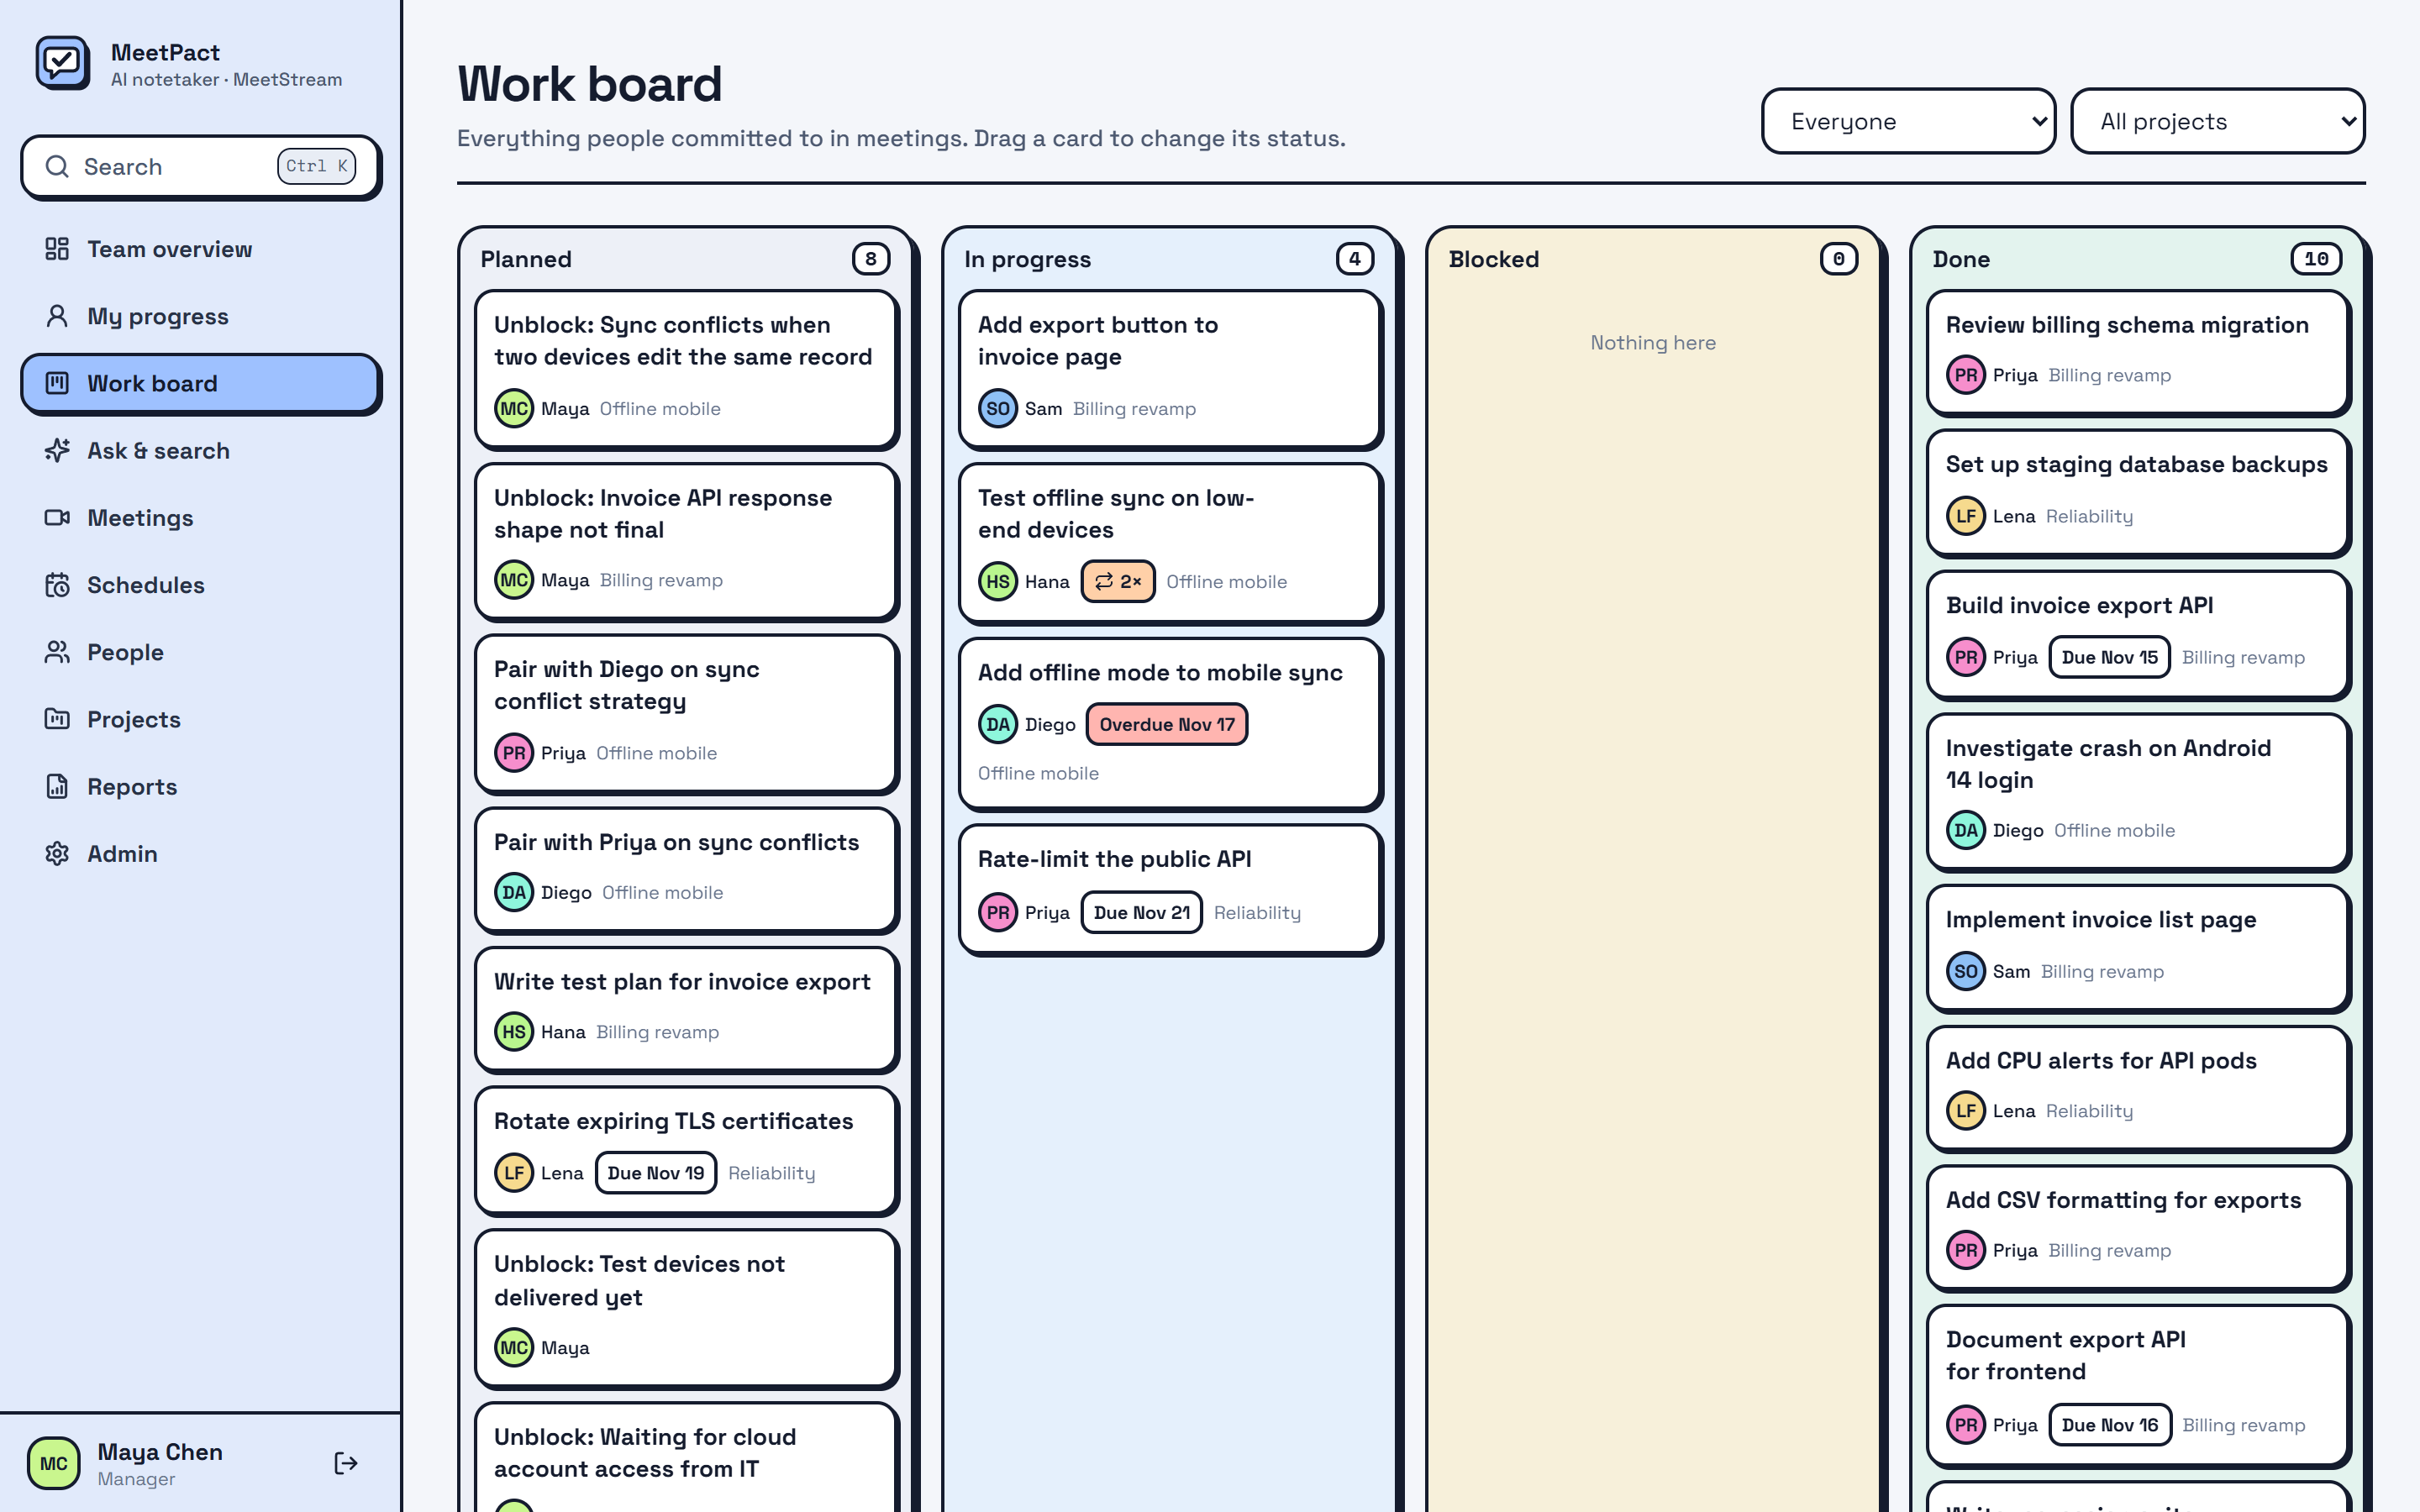 MeetPact
AI notetaker · MeetStream
Search
Ctrl K
Team overview
My progress
Work board
Ask & search
Meetings
Schedules
People
Projects
Reports
Admin
MC
Maya Chen
Manager
Work board
Everything people committed to in meetings. Drag a card to change its status.
Everyone
All projects
Planned
8
Unblock: Sync conflicts when
two devices edit the same record
MC Maya Offline mobile
Unblock: Invoice API response
shape not final
MC Maya Billing revamp
Pair with Diego on sync
conflict strategy
PR Priya Offline mobile
Pair with Priya on sync conflicts
DA Diego Offline mobile
Write test plan for invoice export
HS Hana Billing revamp
Rotate expiring TLS certificates
LF Lena Due Nov 19 Reliability
Unblock: Test devices not
delivered yet
MC Maya
Unblock: Waiting for cloud
account access from IT
In progress
4
Add export button to
invoice page
SO Sam Billing revamp
Test offline sync on low-
end devices
HS Hana 2× Offline mobile
Add offline mode to mobile sync
DA Diego Overdue Nov 17
Offline mobile
Rate-limit the public API
PR Priya Due Nov 21 Reliability
Blocked
0
Nothing here
Done
10
Review billing schema migration
PR Priya Billing revamp
Set up staging database backups
LF Lena Reliability
Build invoice export API
PR Priya Due Nov 15 Billing revamp
Investigate crash on Android
14 login
DA Diego Offline mobile
Implement invoice list page
SO Sam Billing revamp
Add CPU alerts for API pods
LF Lena Reliability
Add CSV formatting for exports
PR Priya Billing revamp
Document export API
for frontend
PR Priya Due Nov 16 Billing revamp